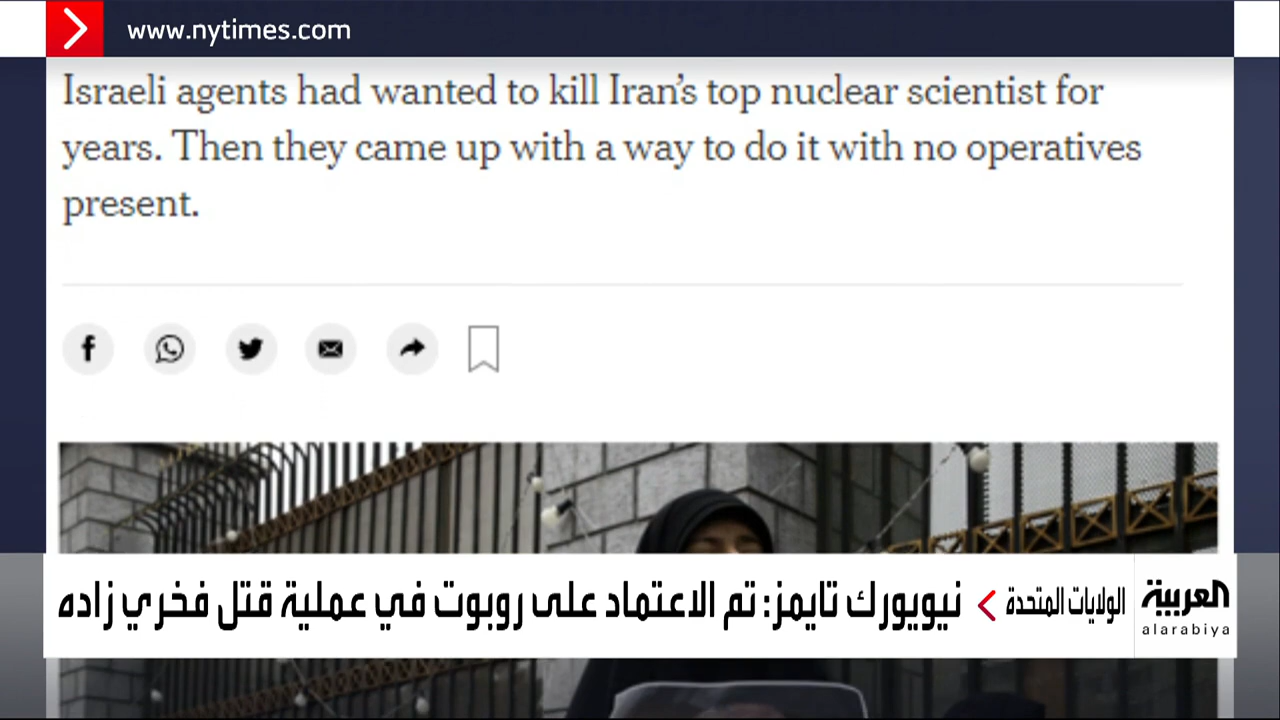 www.nytimes.com
Israeli agents had wanted to kill Iran's top nuclear scientist for
years. Then they came up with a way to do it with no operatives
present.
العربية
alarabiya
الولايات المتحدة
نيويورك تايمز: تم الاعتماد على روبوت في عملية قتل فخري زاده